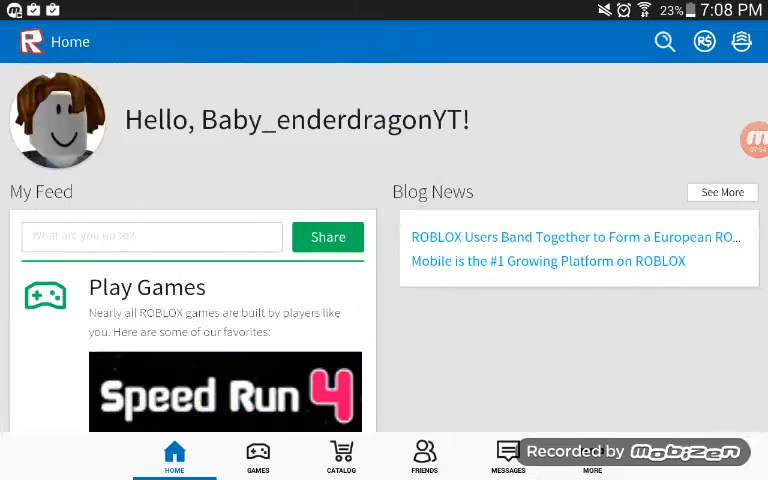 23% 7:08 PM
R Home
R$
Hello, Baby_enderdragonYT!
07:54
My Feed
Blog News
See More
What are you up to?
Share
ROBLOX Users Band Together to Form a European RO...
Mobile is the #1 Growing Platform on ROBLOX
Play Games
Nearly all ROBLOX games are built by players like
you. Here are some of our favorites:
Speed Run 4
Recorded by mobizen
HOME
GAMES
CATALOG
FRIENDS
MESSAGES
MORE